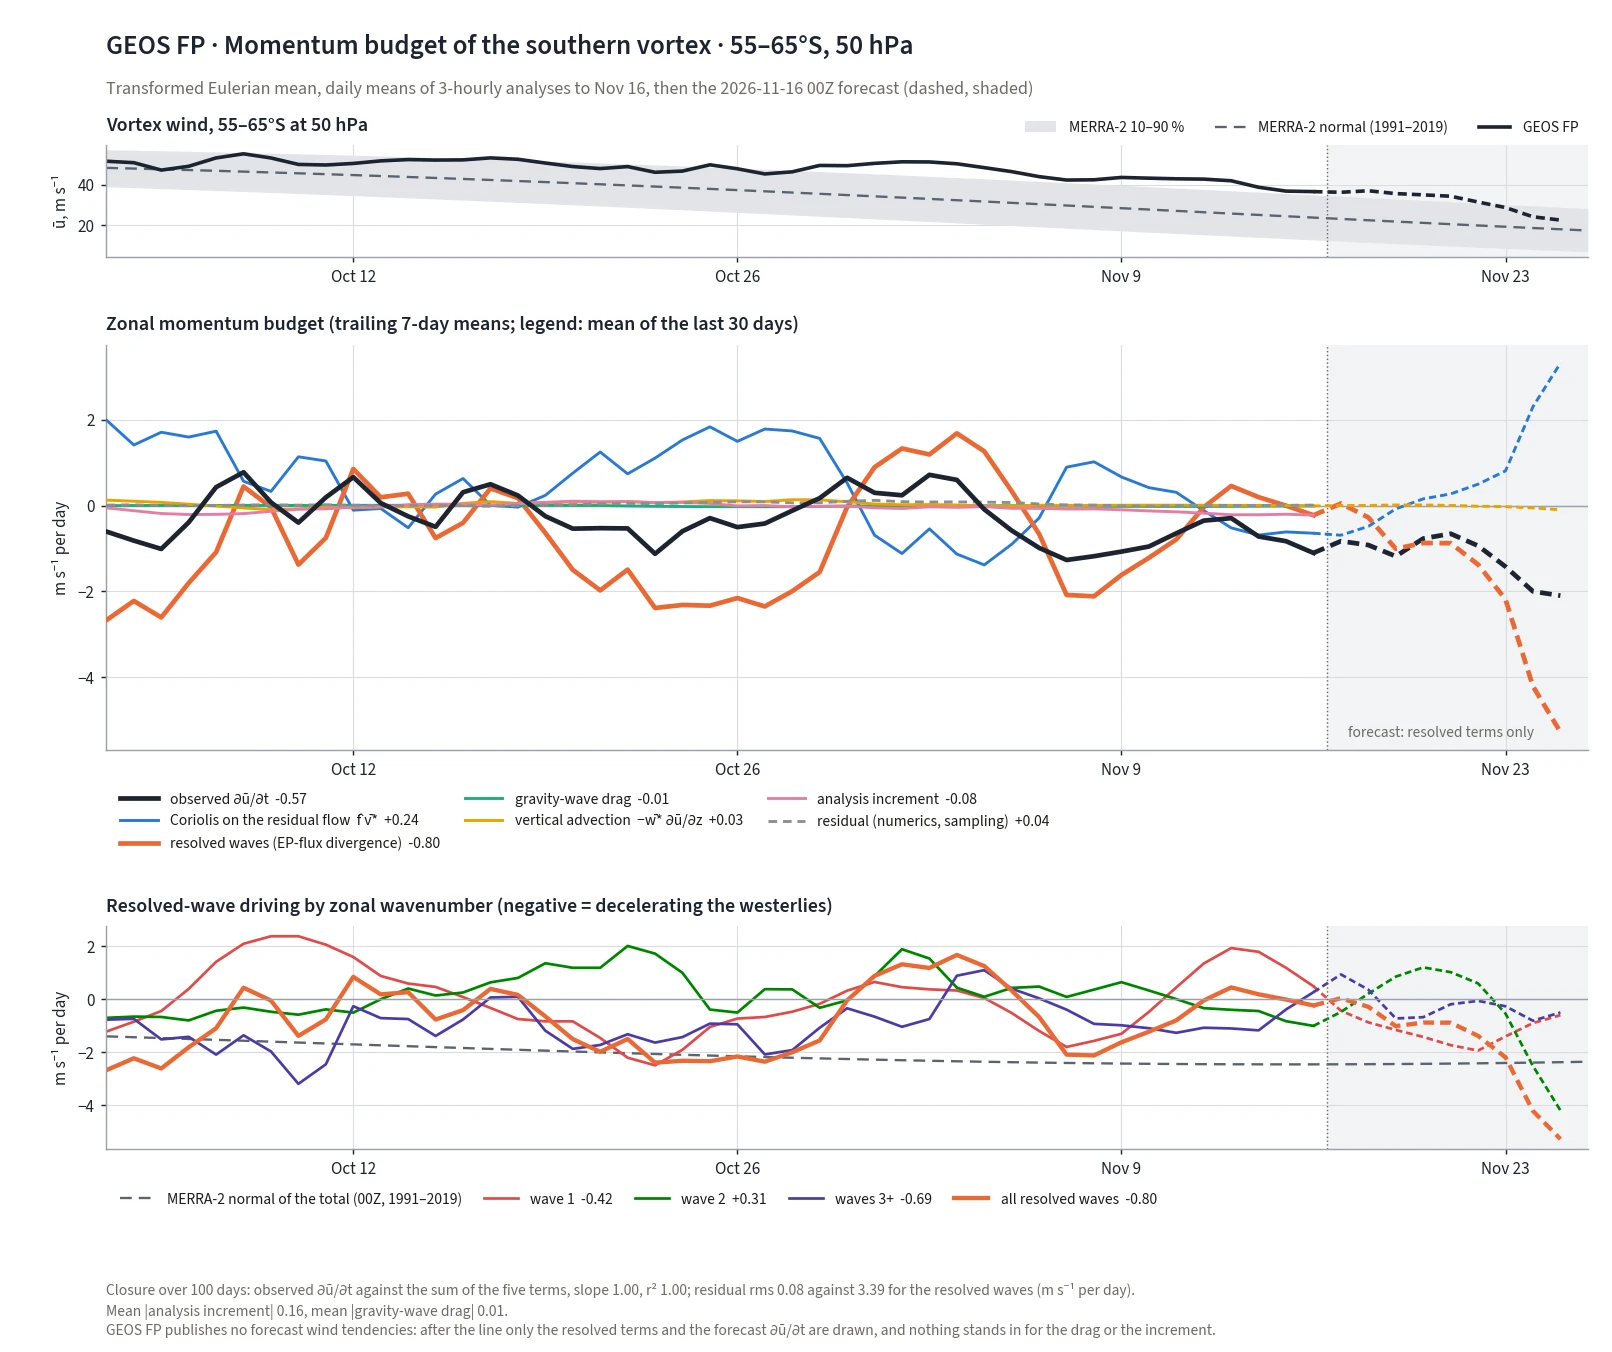 GEOS FP · Momentum budget of the southern vortex · 55–65°S, 50 hPa
Transformed Eulerian mean, daily means of 3-hourly analyses to Nov 16, then the 2026-11-16 00Z forecast (dashed, shaded)
Vortex wind, 55–65°S at 50 hPa
MERRA-2 10–90 %
MERRA-2 normal (1991–2019)
GEOS FP
ū, m s⁻¹
40
20
Oct 12
Oct 26
Nov 9
Nov 23
Zonal momentum budget (trailing 7-day means; legend: mean of the last 30 days)
m s⁻¹ per day
2
0
−2
−4
forecast: resolved terms only
Oct 12
Oct 26
Nov 9
Nov 23
observed ∂ū/∂t -0.57
gravity-wave drag -0.01
analysis increment -0.08
Coriolis on the residual flow f v̄* +0.24
vertical advection −w̄* ∂ū/∂z +0.03
residual (numerics, sampling) +0.04
resolved waves (EP-flux divergence) -0.80
Resolved-wave driving by zonal wavenumber (negative = decelerating the westerlies)
m s⁻¹ per day
2
0
−2
−4
Oct 12
Oct 26
Nov 9
Nov 23
MERRA-2 normal of the total (00Z, 1991–2019)
wave 1 -0.42
wave 2 +0.31
waves 3+ -0.69
all resolved waves -0.80
Closure over 100 days: observed ∂ū/∂t against the sum of the five terms, slope 1.00, r² 1.00; residual rms 0.08 against 3.39 for the resolved waves (m s⁻¹ per day).
Mean |analysis increment| 0.16, mean |gravity-wave drag| 0.01.
GEOS FP publishes no forecast wind tendencies: after the line only the resolved terms and the forecast ∂ū/∂t are drawn, and nothing stands in for the drag or the increment.